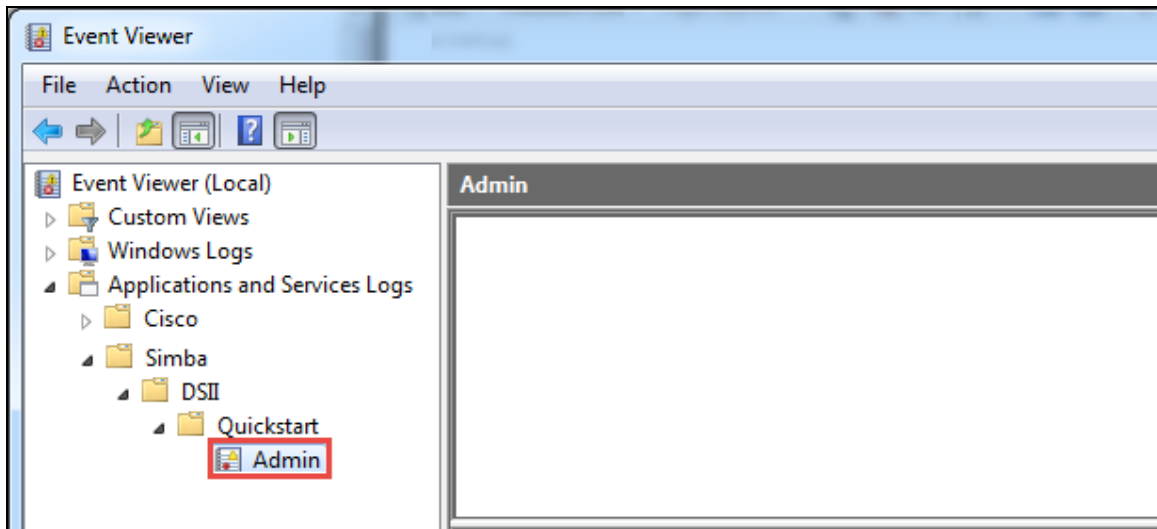 Event Viewer
File Action View Help
Event Viewer (Local)
Admin
Custom Views
Windows Logs
Applications and Services Logs
Cisco
Simba
DSII
Quickstart
Admin